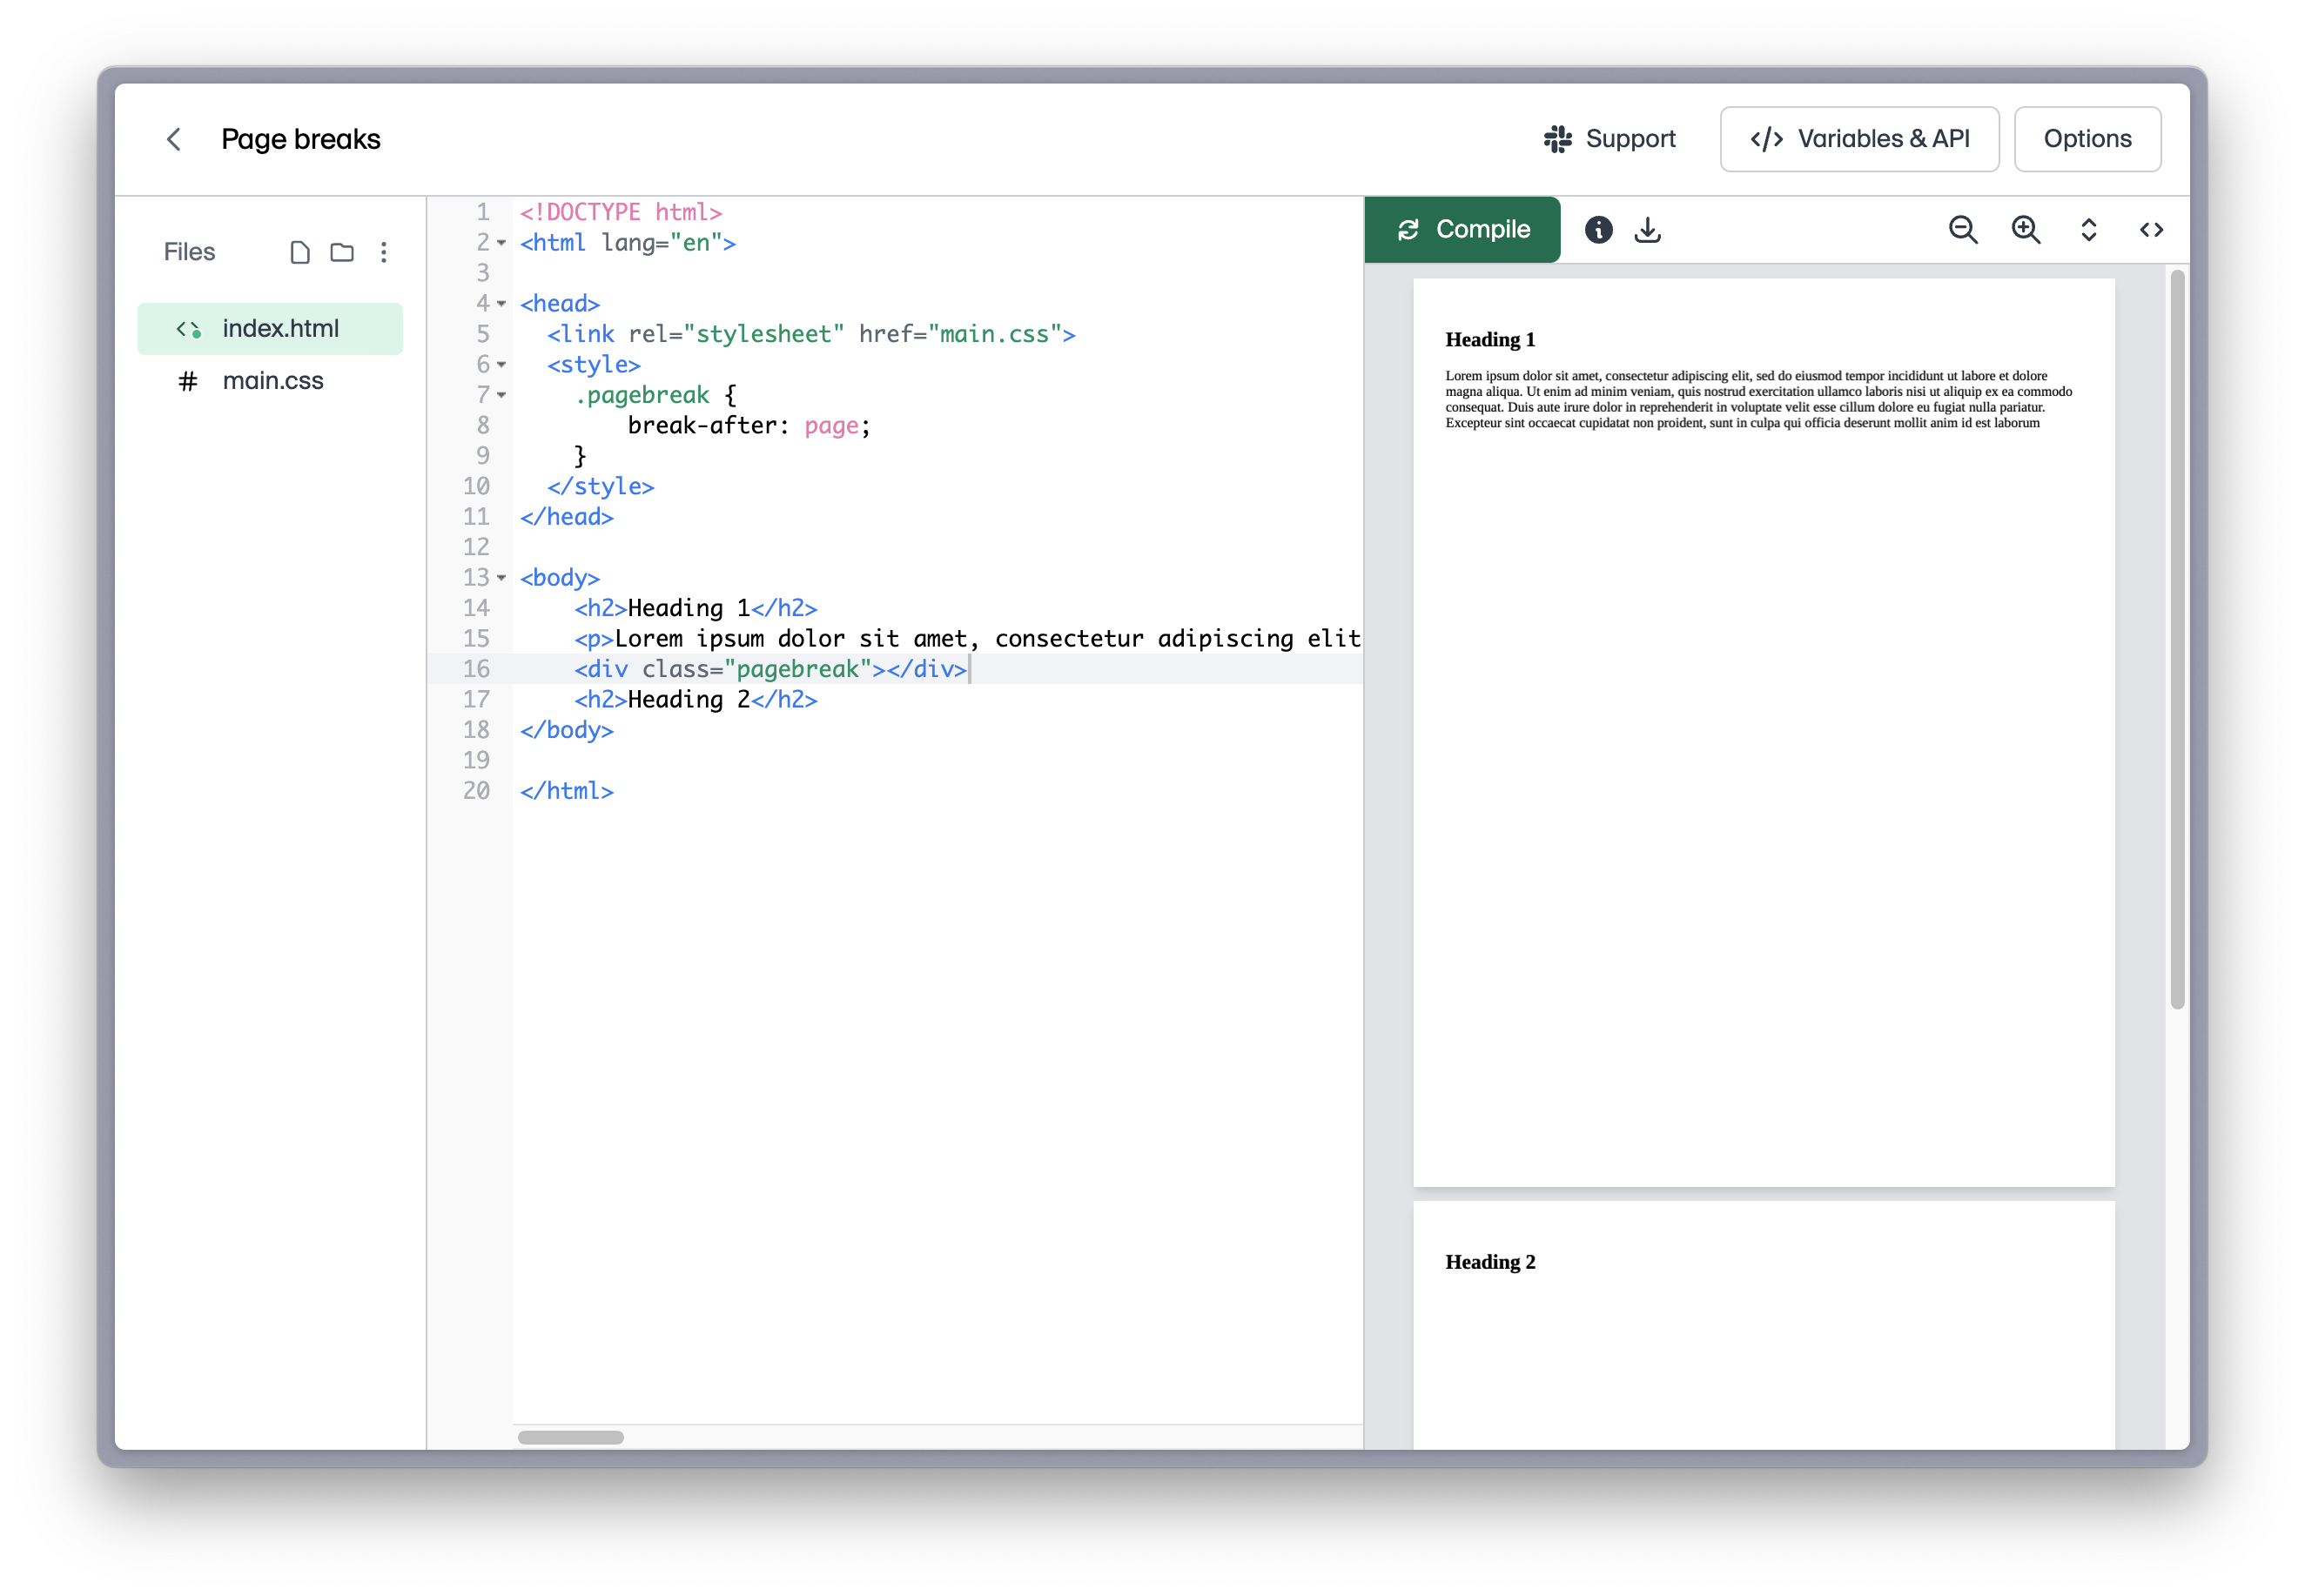 Page breaks
Support
</> Variables & API
Options
Files
index.html
# main.css
1 <!DOCTYPE html>
2 <html lang="en">
3
4 <head>
5   <link rel="stylesheet" href="main.css">
6   <style>
7     .pagebreak {
8         break-after: page;
9     }
10   </style>
11 </head>
12
13 <body>
14     <h2>Heading 1</h2>
15     <p>Lorem ipsum dolor sit amet, consectetur adipiscing elit
16     <div class="pagebreak"></div>
17     <h2>Heading 2</h2>
18 </body>
19
20 </html>
Compile
Heading 1
Lorem ipsum dolor sit amet, consectetur adipiscing elit, sed do eiusmod tempor incididunt ut labore et dolore
magna aliqua. Ut enim ad minim veniam, quis nostrud exercitation ullamco laboris nisi ut aliquip ex ea commodo
consequat. Duis aute irure dolor in reprehenderit in voluptate velit esse cillum dolore eu fugiat nulla pariatur.
Excepteur sint occaecat cupidatat non proident, sunt in culpa qui officia deserunt mollit anim id est laborum
Heading 2